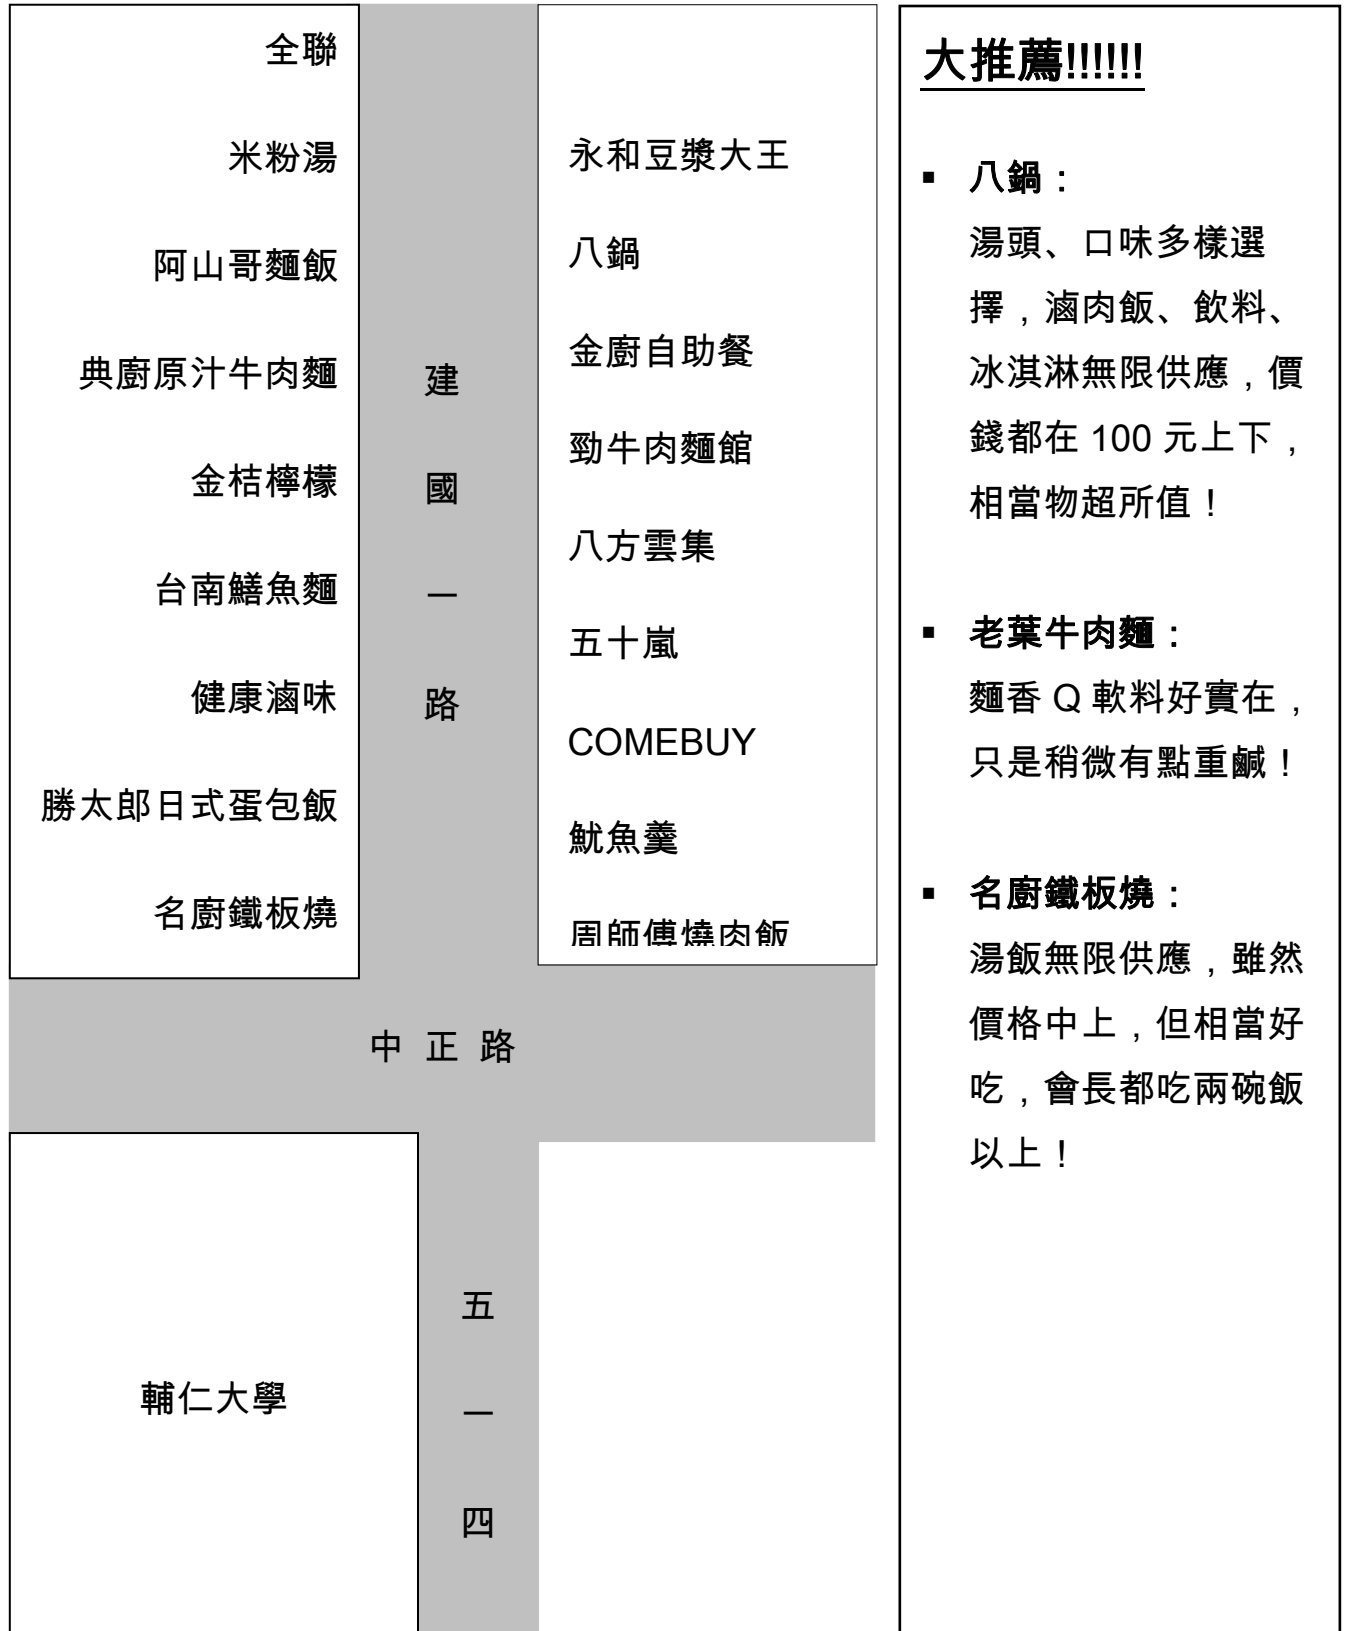 全聯
米粉湯
阿山哥麵飯
典廚原汁牛肉麵
金桔檸檬
台南鱔魚麵
健康滷味
勝太郎日式蛋包飯
名廚鐵板燒
建
國
一
路
永和豆漿大王
八鍋
金廚自助餐
勁牛肉麵館
八方雲集
五十嵐
COMEBUY
魷魚羹
周師傅燒肉飯
中正路
輔仁大學
五
一
四
大推薦!!!!!!
▪ 八鍋：
湯頭、口味多樣選
擇，滷肉飯、飲料、
冰淇淋無限供應，價
錢都在 100 元上下，
相當物超所值！
▪ 老葉牛肉麵：
麵香 Q 軟料好實在，
只是稍微有點重鹹！
▪ 名廚鐵板燒：
湯飯無限供應，雖然
價格中上，但相當好
吃，會長都吃兩碗飯
以上！